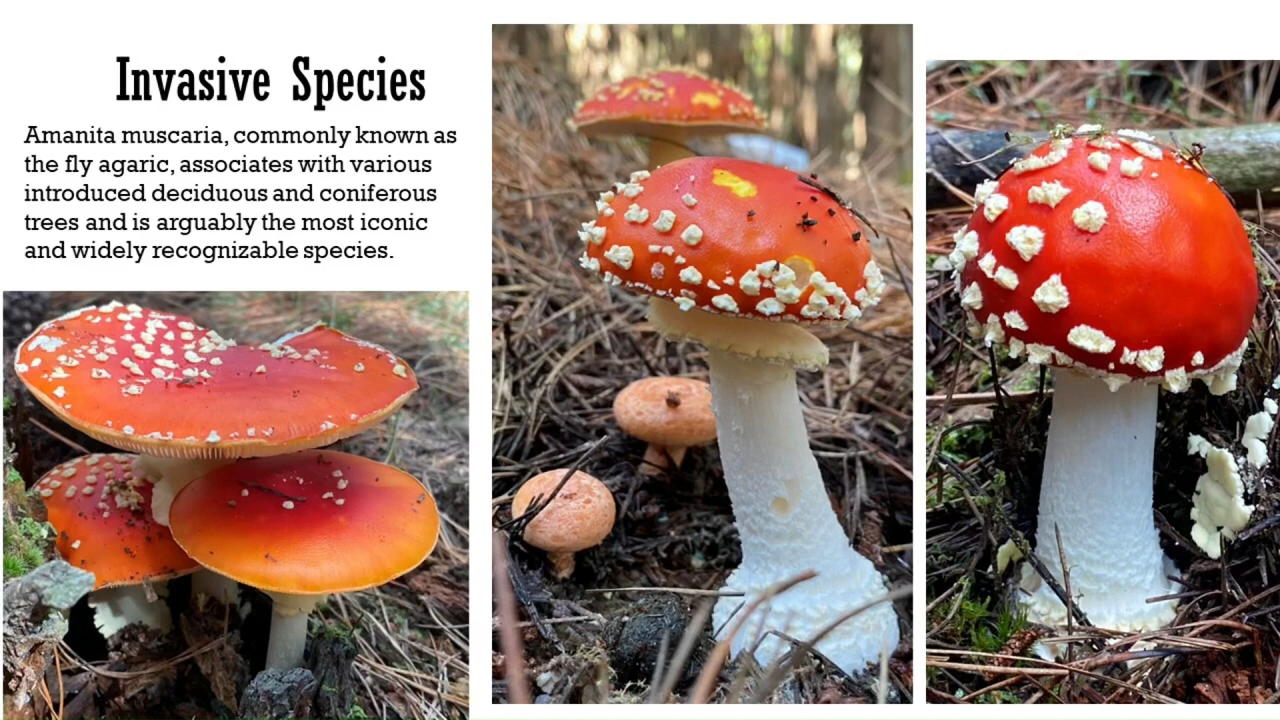 Invasive Species
Amanita muscaria, commonly known as
the fly agaric, associates with various
introduced deciduous and coniferous
trees and is arguably the most iconic
and widely recognizable species.